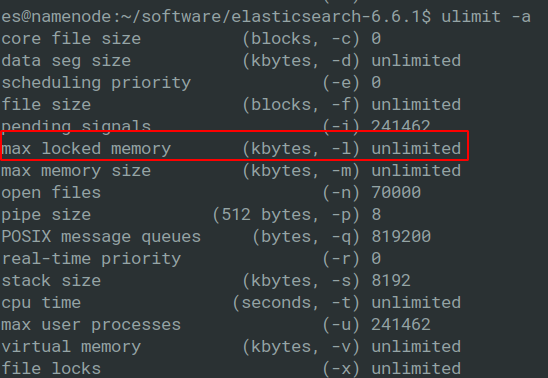 es@namenode:~/software/elasticsearch-6.6.1$ ulimit -a
core file size          (blocks, -c) 0
data seg size           (kbytes, -d) unlimited
scheduling priority             (-e) 0
file size               (blocks, -f) unlimited
pending signals                 (-i) 241462
max locked memory       (kbytes, -l) unlimited
max memory size         (kbytes, -m) unlimited
open files                      (-n) 70000
pipe size            (512 bytes, -p) 8
POSIX message queues     (bytes, -q) 819200
real-time priority              (-r) 0
stack size              (kbytes, -s) 8192
cpu time               (seconds, -t) unlimited
max user processes              (-u) 241462
virtual memory          (kbytes, -v) unlimited
file locks                      (-x) unlimited